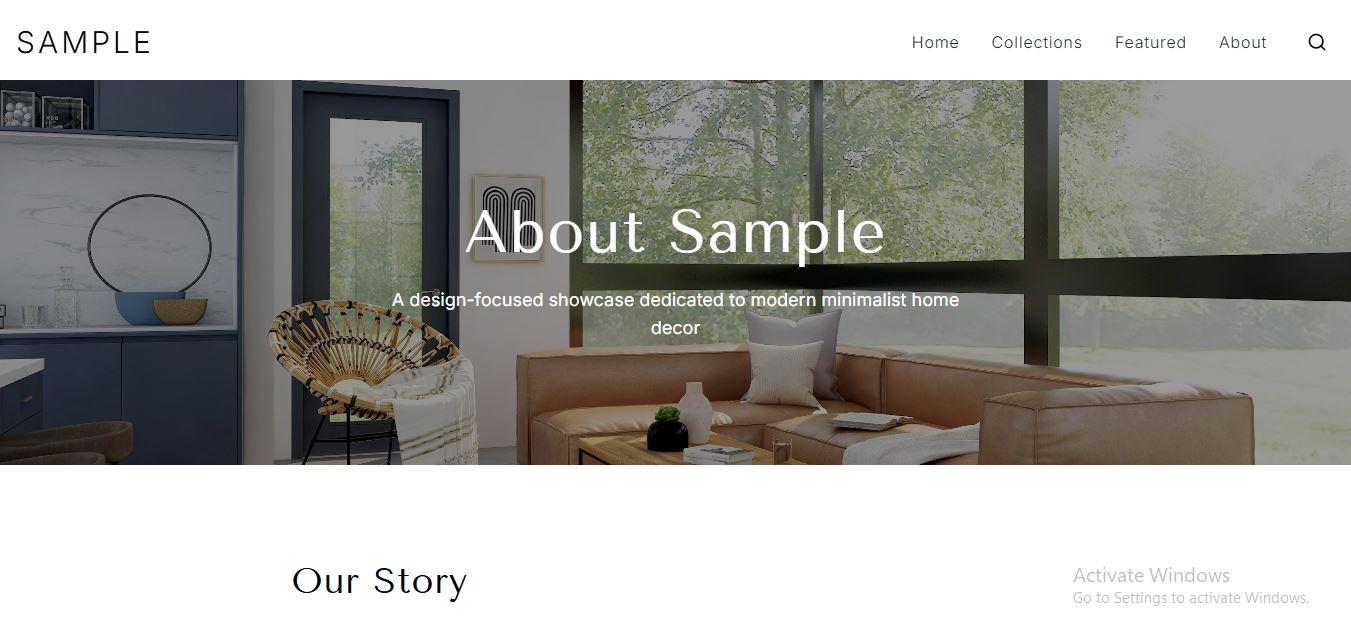 SAMPLE
Home Collections Featured About
About Sample
A design-focused showcase dedicated to modern minimalist home
decor
Our Story
Activate Windows
Go to Settings to activate Windows.